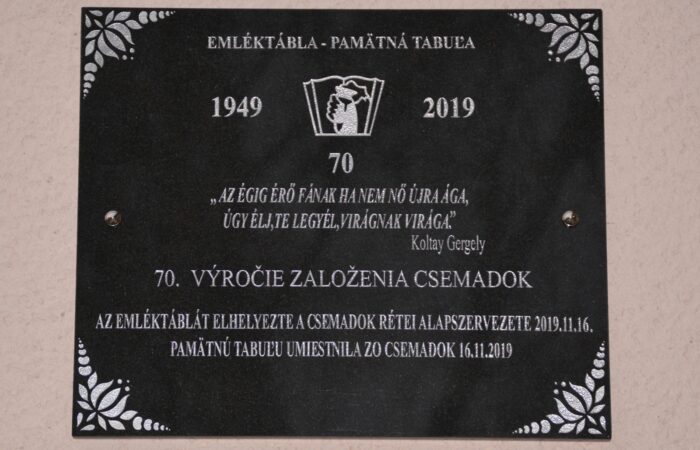 EMLÉKTÁBLA - PAMÄTNÁ TABUĽA
1949 2019
70
„AZ ÉGIG ÉRŐ FÁNAK HA NEM NŐ ÚJRA ÁGA,
ÚGY ÉLJ,TE LEGYÉL,VIRÁGNAK VIRÁGA.”
Koltay Gergely
70. VÝROČIE ZALOŽENIA CSEMADOK
AZ EMLÉKTÁBLÁT ELHELYEZTE A CSEMADOK RÉTEI ALAPSZERVEZETE 2019.11.16.
PAMÄTNÚ TABUĽU UMIESTNILA ZO CSEMADOK 16.11.2019